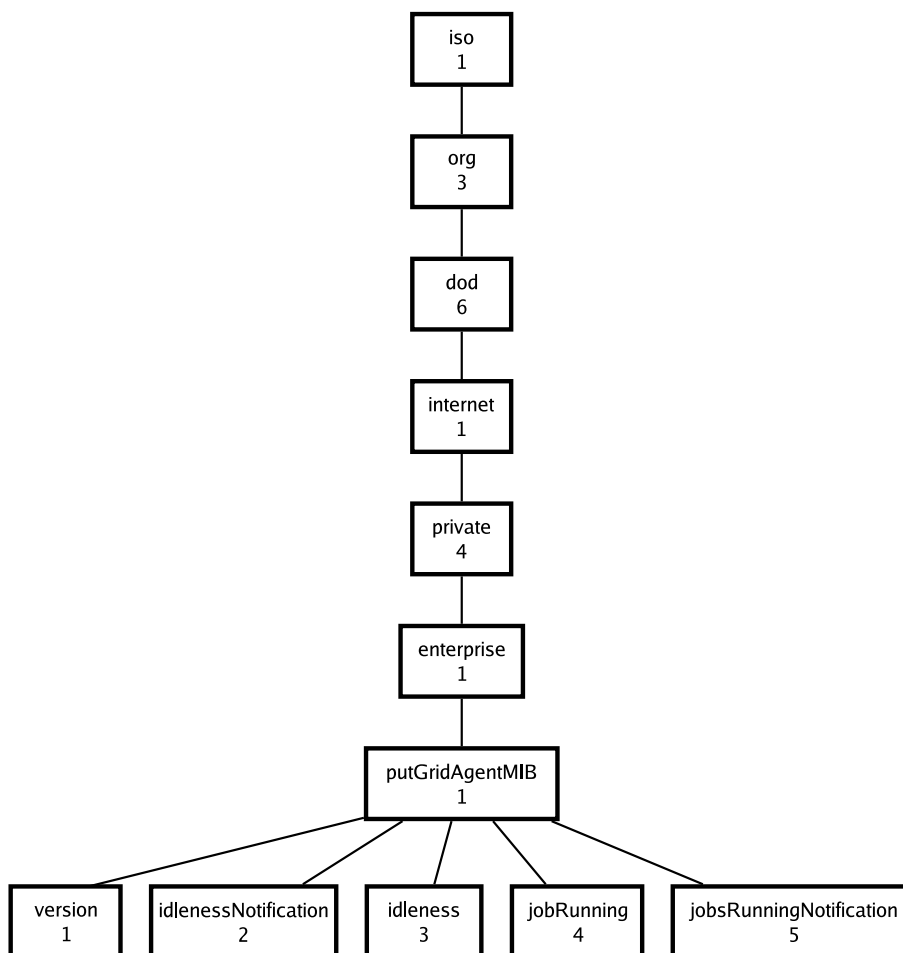 iso
1
org
3
dod
6
internet
1
private
4
enterprise
1
putGridAgentMIB
1
version
1
idlenessNotification
2
idleness
3
jobRunning
4
jobsRunningNotification
5